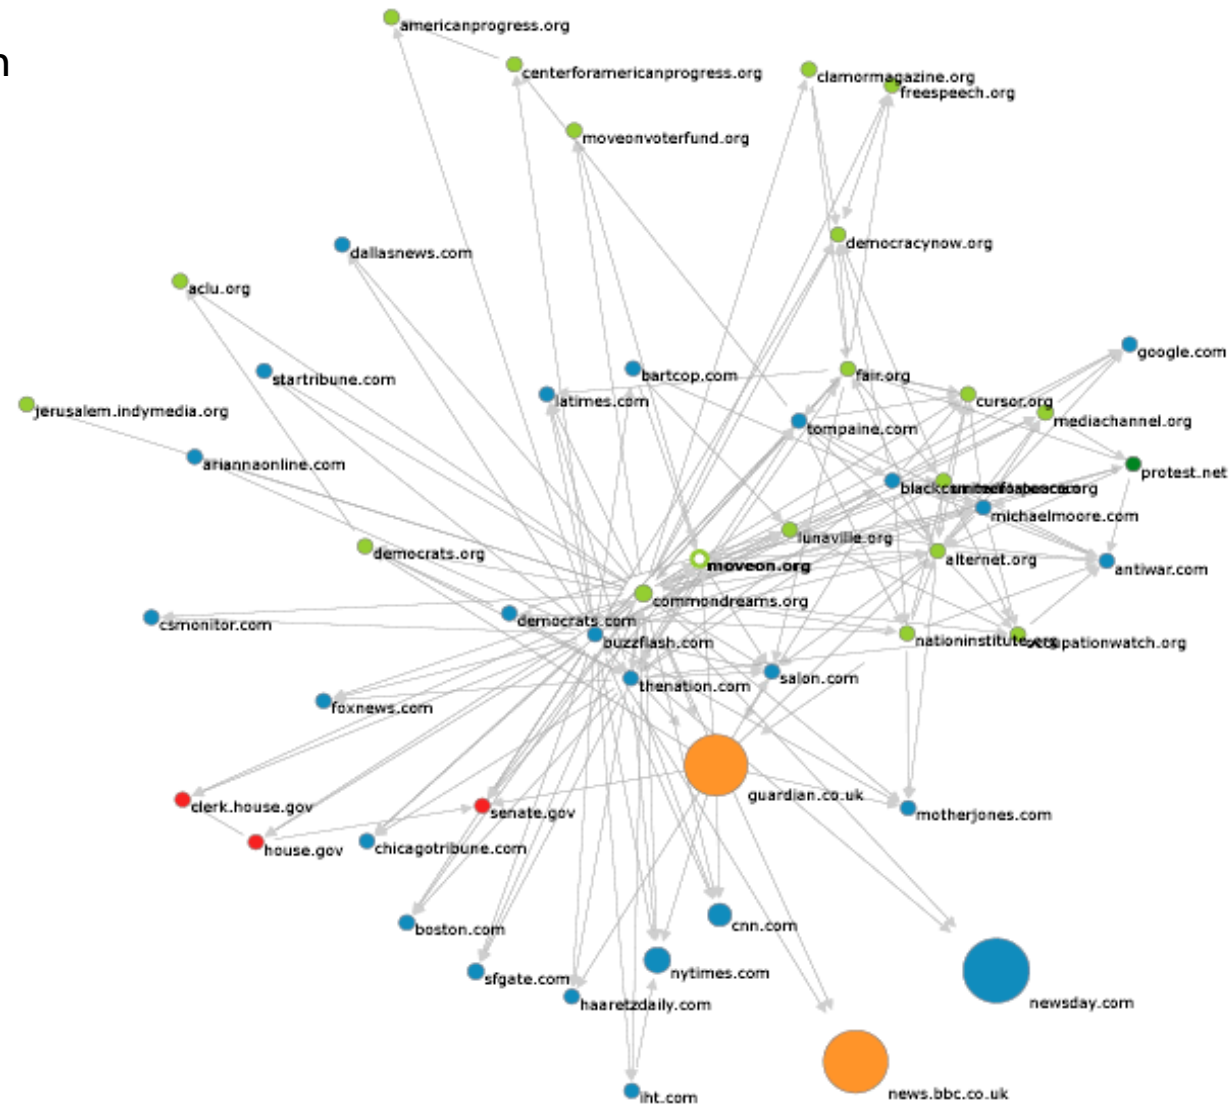 n
americanprogress.org
centerforamericanprogress.org
clamormagazine.org
freespeech.org
moveonvoterfund.org
democracynow.org
dallasnews.com
aclu.org
google.com
startribune.com
bartcop.com
fair.org
latimes.com
cursor.org
jerusalem.indymedia.org
mediachannel.org
tompaine.com
ariannaonline.com
protest.net
michaelmoore.com
lunaville.org
democrats.org
moveon.org
alternet.org
antiwar.com
commondreams.org
csmonitor.com
democrats.com
buzzflash.com
occupationwatch.org
thenation.com
salon.com
foxnews.com
guardian.co.uk
clerk.house.gov
senate.gov
motherjones.com
house.gov
chicagotribune.com
boston.com
cnn.com
sfgate.com
nytimes.com
haaretzdaily.com
newsday.com
iht.com
news.bbc.co.uk